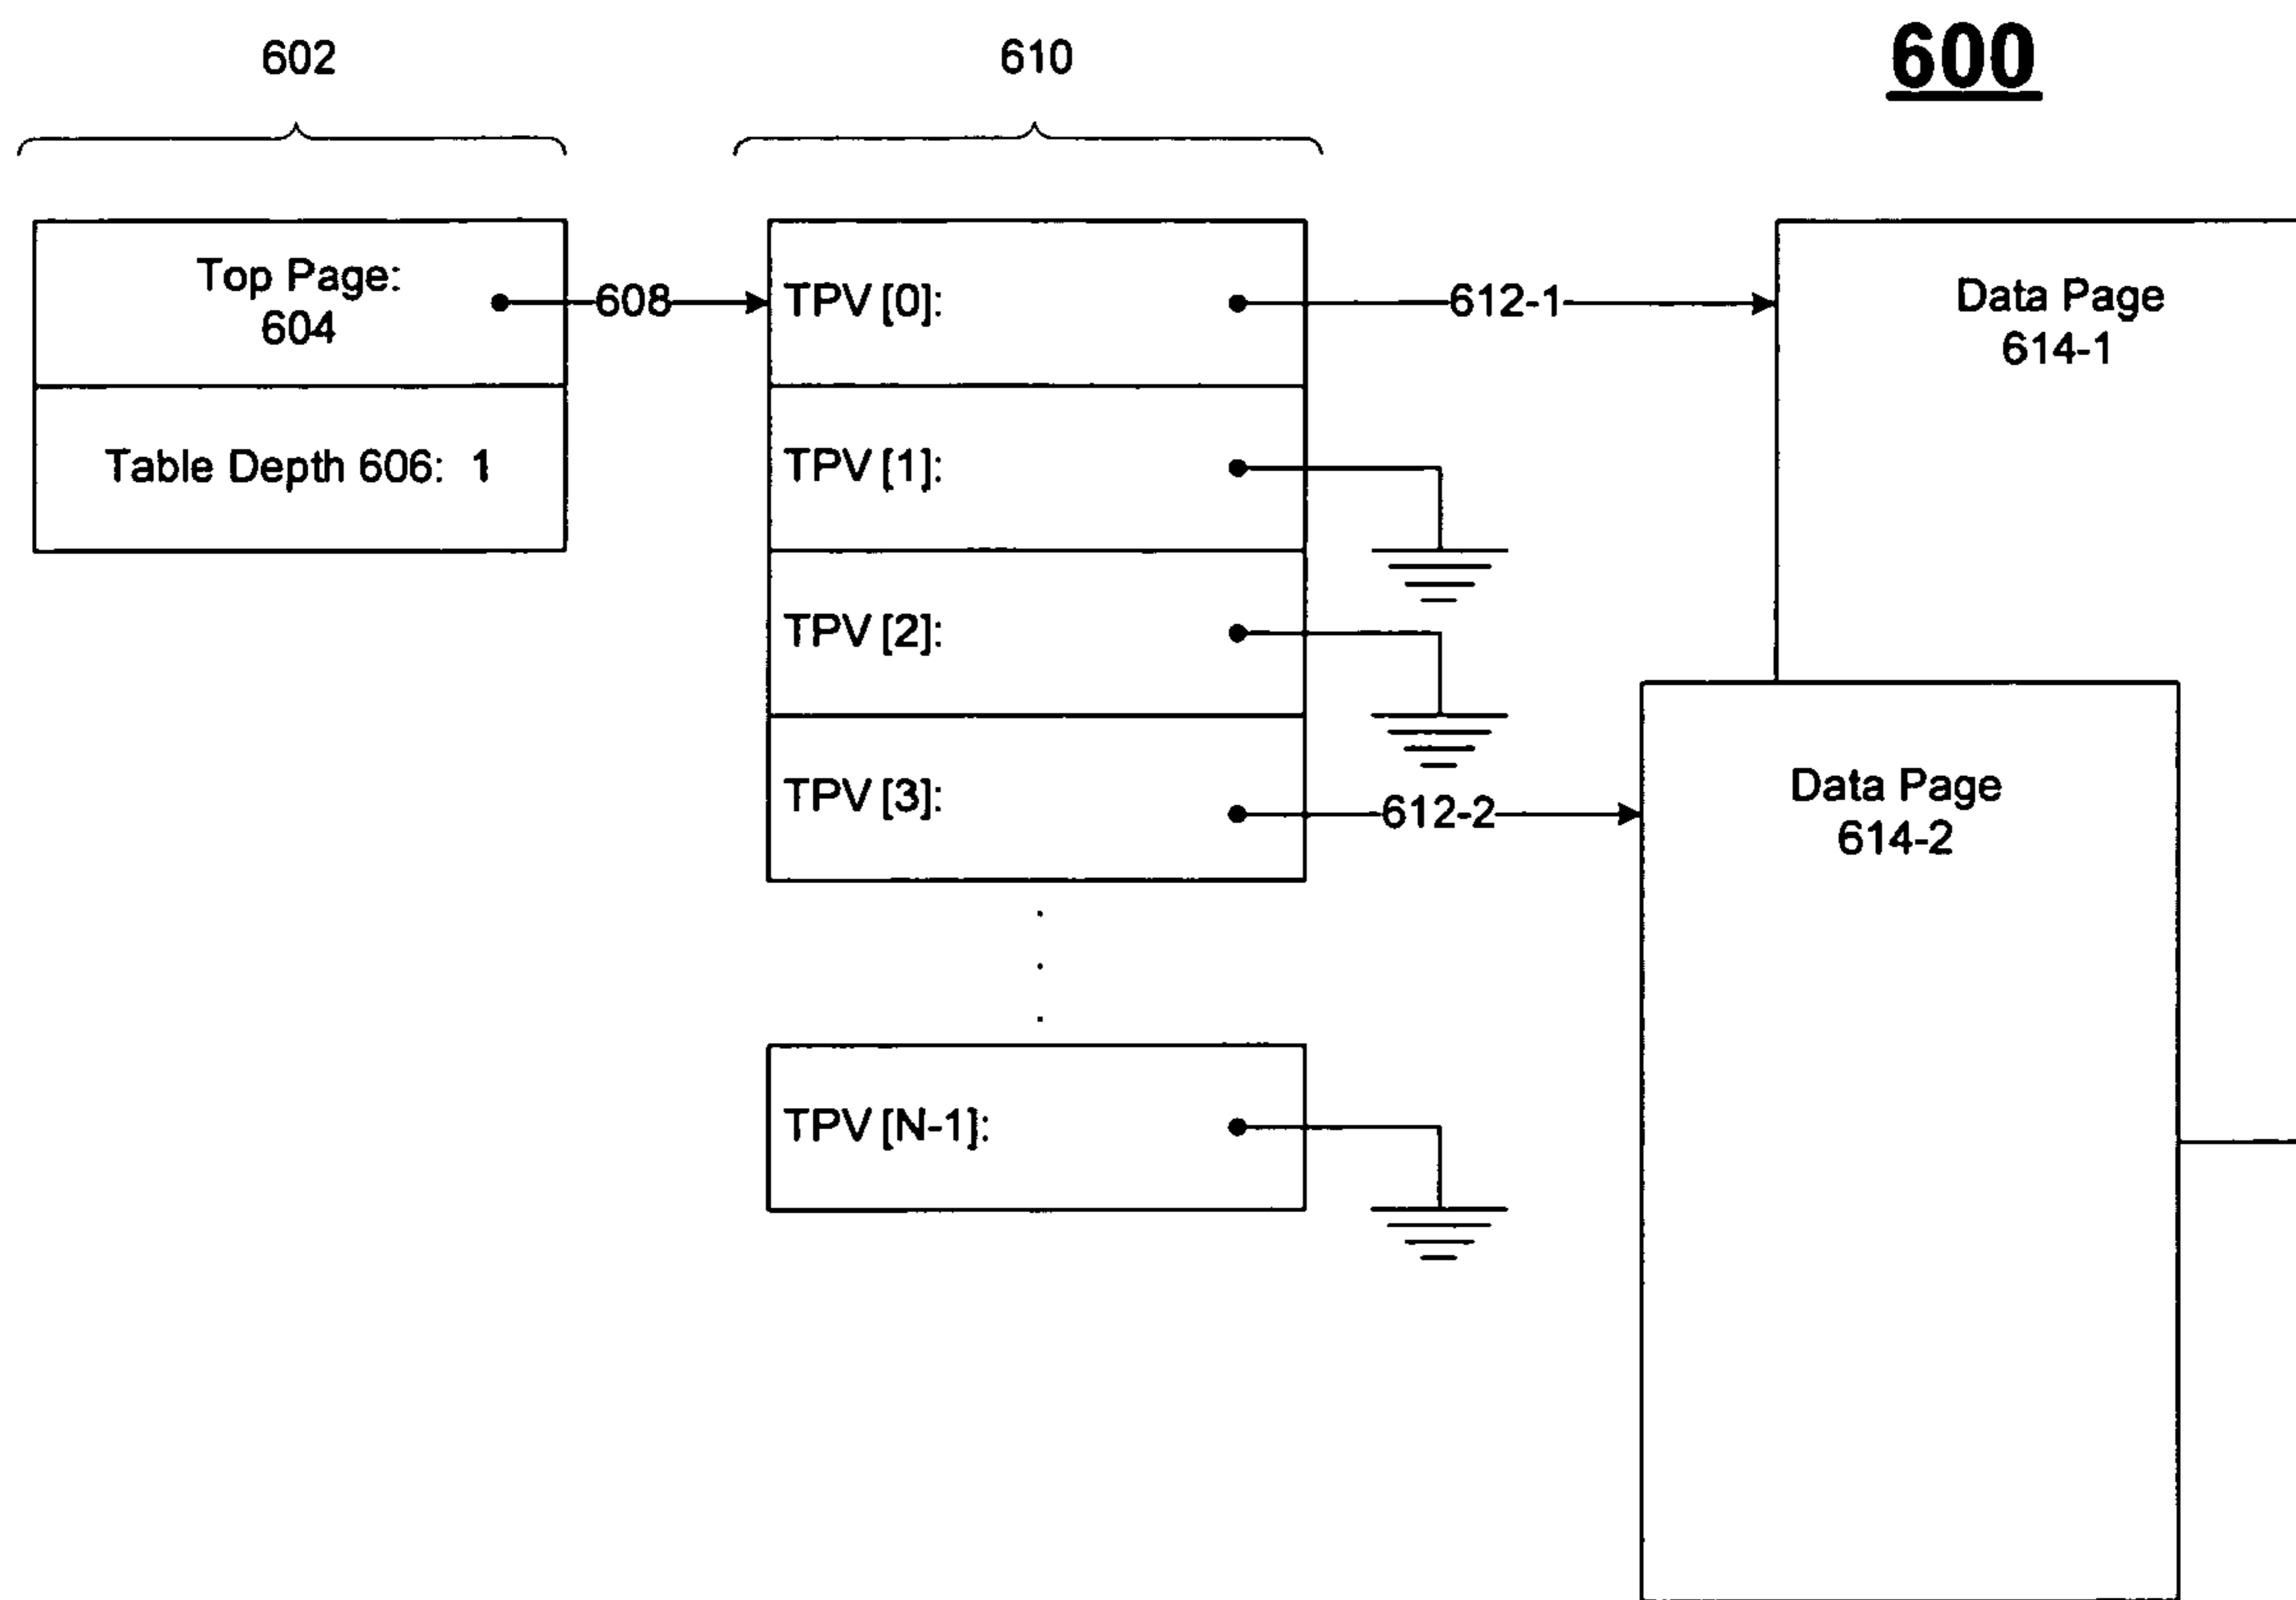 602
610
600
Top Page:
604
608
TPV [0]:
612-1
Data Page
614-1
Table Depth 606: 1
TPV [1]:
TPV [2]:
TPV [3]:
612-2
Data Page
614-2
.
.
.
TPV [N-1]: